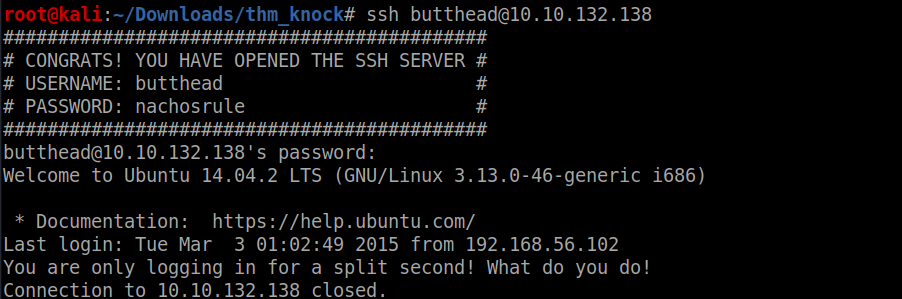 root@kali:~/Downloads/thm_knock# ssh butthead@10.10.132.138
############################################
# CONGRATS! YOU HAVE OPENED THE SSH SERVER #
# USERNAME: butthead                       #
# PASSWORD: nachosrule                     #
############################################
butthead@10.10.132.138's password:
Welcome to Ubuntu 14.04.2 LTS (GNU/Linux 3.13.0-46-generic i686)
 * Documentation:  https://help.ubuntu.com/
Last login: Tue Mar  3 01:02:49 2015 from 192.168.56.102
You are only logging in for a split second! What do you do!
Connection to 10.10.132.138 closed.